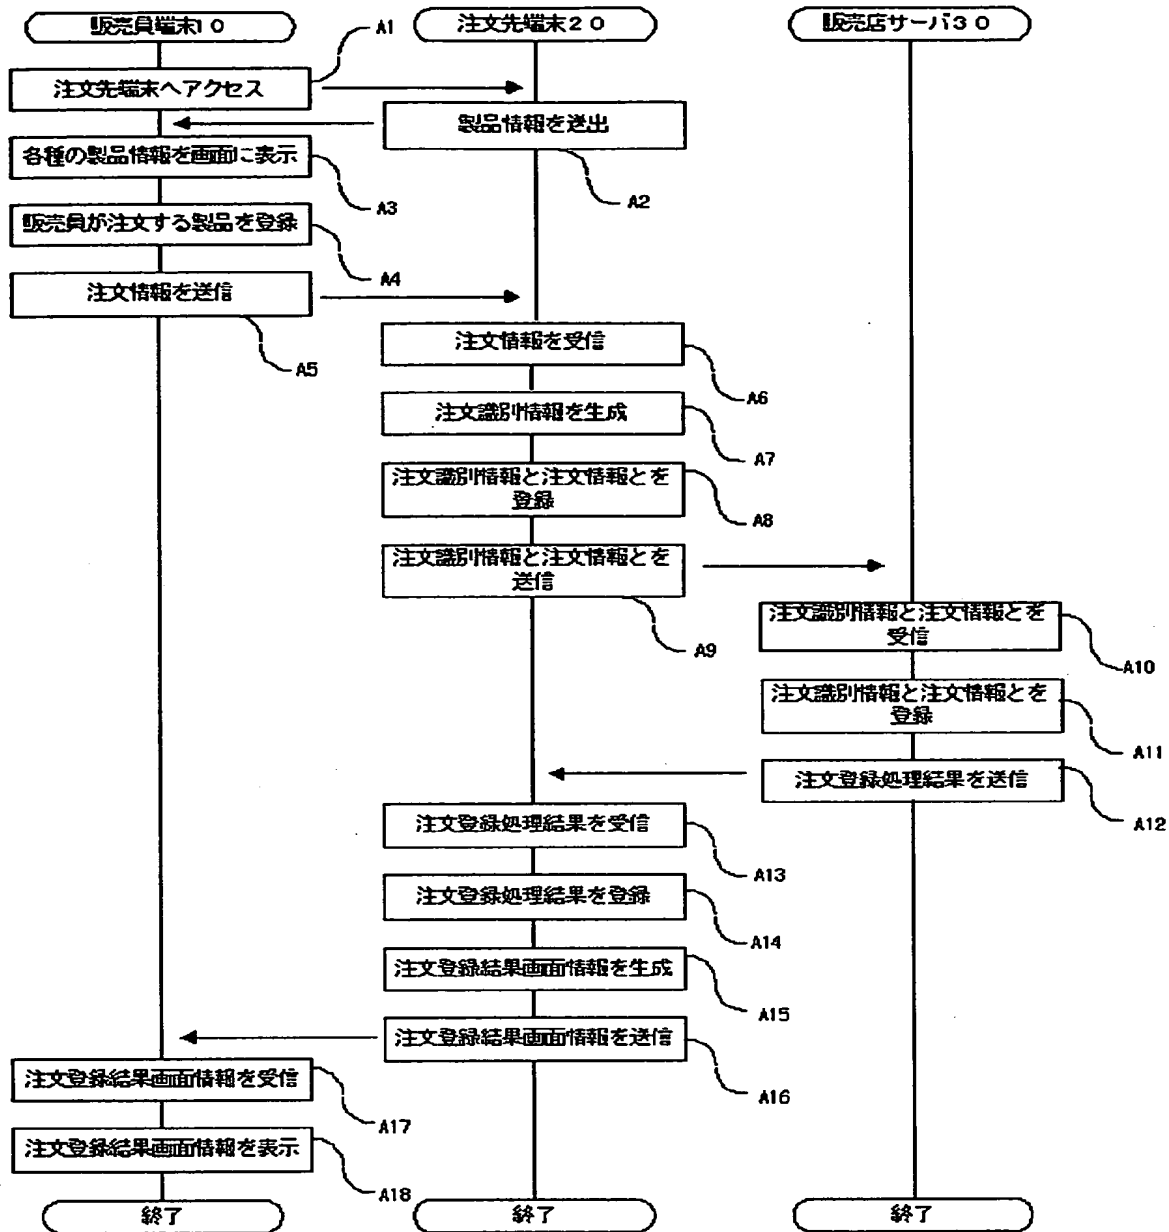 販売員端末10
注文先端末20
販売店サーバ30
A1
注文先端末へアクセス
製品情報を送出
A2
各種の製品情報を画面に表示
A3
販売員が注文する製品を登録
A4
注文情報を送信
A5
注文情報を受信
A6
注文識別情報を生成
A7
注文識別情報と注文情報とを
登録
A8
注文識別情報と注文情報とを
送信
A9
注文識別情報と注文情報とを
受信
A10
注文識別情報と注文情報とを
登録
A11
注文登録処理結果を送信
A12
注文登録処理結果を受信
A13
注文登録処理結果を登録
A14
注文登録結果画面情報を生成
A15
注文登録結果画面情報を送信
A16
注文登録結果画面情報を受信
A17
注文登録結果画面情報を表示
A18
終了
終了
終了